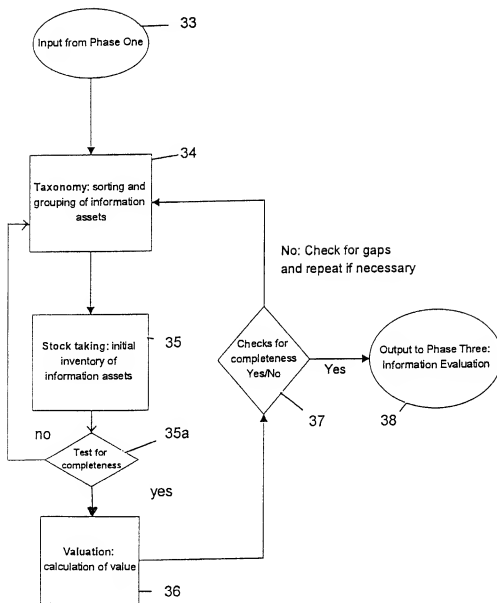 33
Input from Phase One
34
Taxonomy: sorting and
grouping of information
assets
No: Check for gaps
and repeat if necessary
Stock taking: initial
inventory of
information assets
35
Checks for
completeness
Yes/No
Yes
Output to Phase Three:
Information Evaluation
37
38
no
Test for
completeness
35a
yes
Valuation:
calculation of value
36